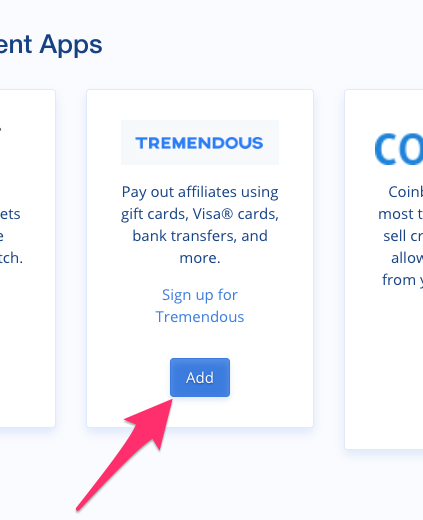 ent Apps
ets
e
tch.
TREMENDOUS
Pay out affiliates using
gift cards, Visa® cards,
bank transfers, and
more.
Sign up for
Tremendous
Add
CO
Coinb
most t
sell cr
allow
from y